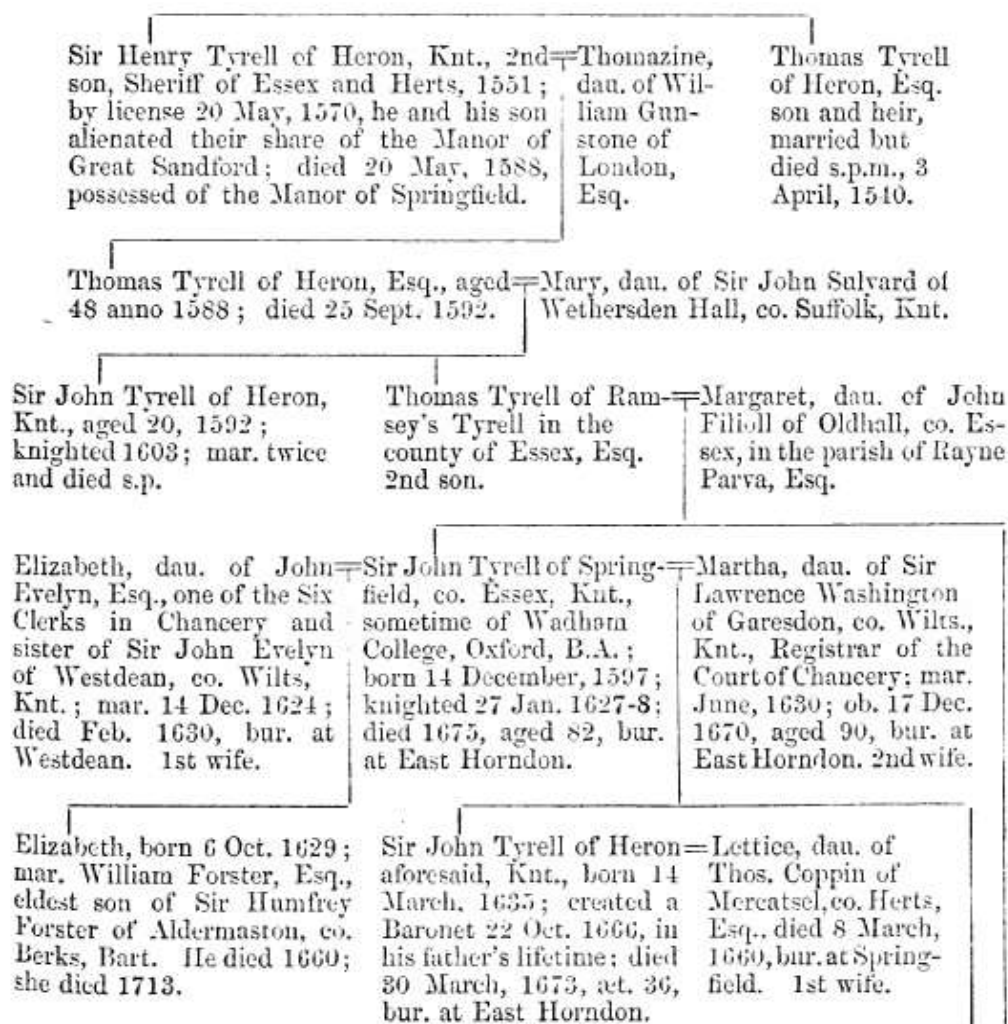 Sir Henry Tyrell of Heron, Knt., 2nd
son, Sheriff of Essex and Herts, 1551;
by license 20 May, 1570, he and his son
alienated their share of the Manor of
Great Sandford; died 20 May, 1588,
possessed of the Manor of Springfield.
Thomazine,
dau. of Wil-
liam Gun-
stone of
London,
Esq.
Thomas Tyrell
of Heron, Esq.
son and heir,
married but
died s.p.m., 3
April, 1540.
Thomas Tyrell of Heron, Esq., aged
48 anno 1588; died 25 Sept. 1592.
Mary, dau. of Sir John Sulyard of
Wethersden Hall, co. Suffolk, Knt.
Sir John Tyrell of Heron,
Knt., aged 20, 1592;
knighted 1603; mar. twice
and died s.p.
Thomas Tyrell of Ram-
sey's Tyrell in the
county of Essex, Esq.
2nd son.
Margaret, dau. of John
Filioll of Oldhall, co. Es-
sex, in the parish of Rayne
Parva, Esq.
Elizabeth, dau. of John
Evelyn, Esq., one of the Six
Clerks in Chancery and
sister of Sir John Evelyn
of Westdean, co. Wilts,
Knt.; mar. 14 Dec. 1624;
died Feb. 1630, bur. at
Westdean. 1st wife.
Sir John Tyrell of Spring-
field, co. Essex, Knt.,
sometime of Wadham
College, Oxford, B.A.;
born 14 December, 1597;
knighted 27 Jan. 1627-8;
died 1675, aged 82, bur.
at East Horndon.
Martha, dau. of Sir
Lawrence Washington
of Garesdon, co. Wilts.,
Knt., Registrar of the
Court of Chancery; mar.
June, 1630; ob. 17 Dec.
1670, aged 90, bur. at
East Horndon. 2nd wife.
Elizabeth, born 6 Oct. 1629;
mar. William Forster, Esq.,
eldest son of Sir Humfrey
Forster of Aldermaston, co.
Berks, Bart. He died 1660;
she died 1713.
Sir John Tyrell of Heron
aforesaid, Knt., born 14
March, 1635; created a
Baronet 22 Oct. 1666, in
his father's lifetime; died
30 March, 1673, æt. 36,
bur. at East Horndon.
Lettice, dau. of
Thos. Coppin of
Mercatsel, co. Herts,
Esq., died 8 March,
1660, bur. at Spring-
field. 1st wife.